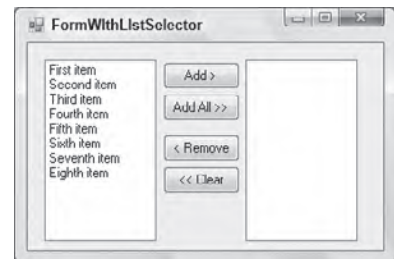 FormWithListSelector
First item
Second item
Third item
Fourth item
Fifth item
Sixth item
Seventh item
Eighth item
Add >
Add All >>
< Remove
<< Clear